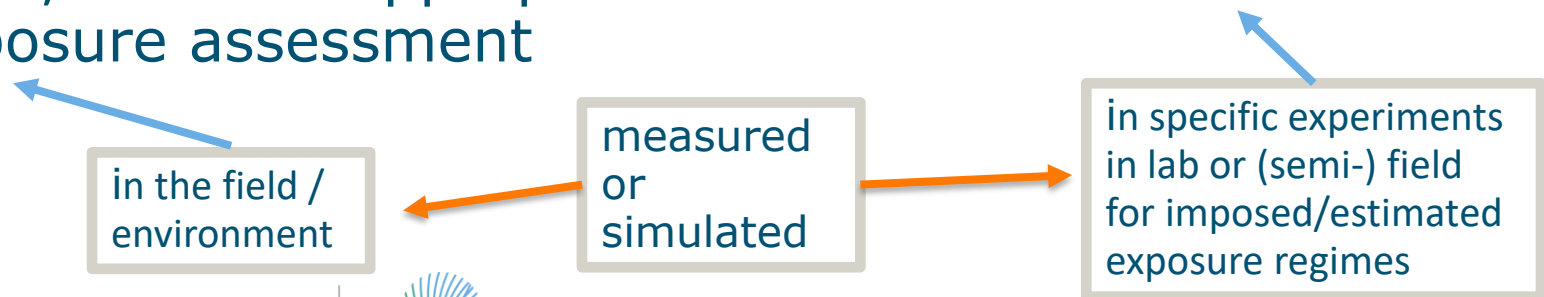 posure assessment
in the field /
environment
measured
or
simulated
in specific experiments
in lab or (semi-) field
for imposed/estimated
exposure regimes